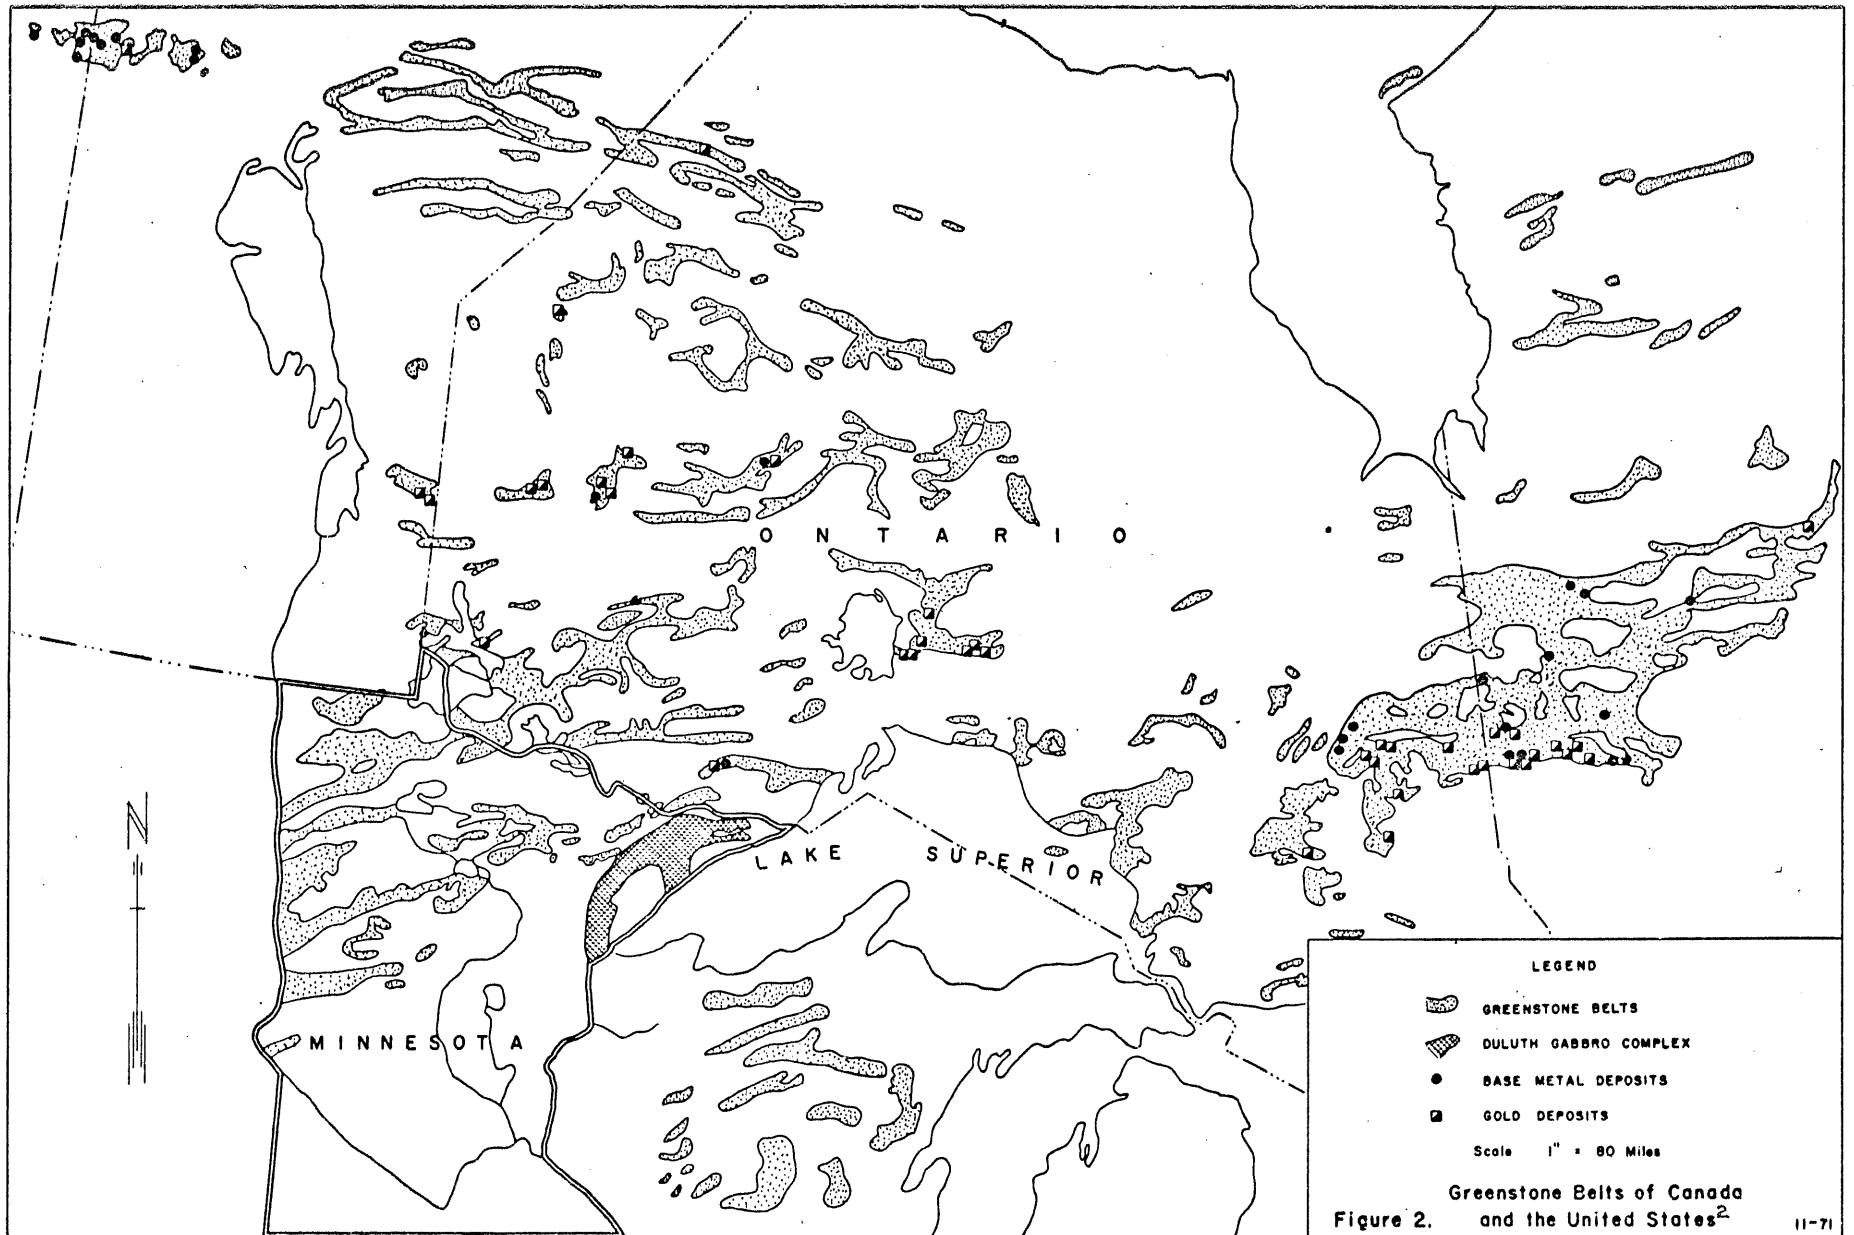 ONTARIO
N
LAKE SUPERIOR
MINNESOTA
LEGEND
GREENSTONE BELTS
DULUTH GABBRO COMPLEX
BASE METAL DEPOSITS
GOLD DEPOSITS
Scale 1" = 80 Miles
Greenstone Belts of Canada
Figure 2. and the United States2
11-71